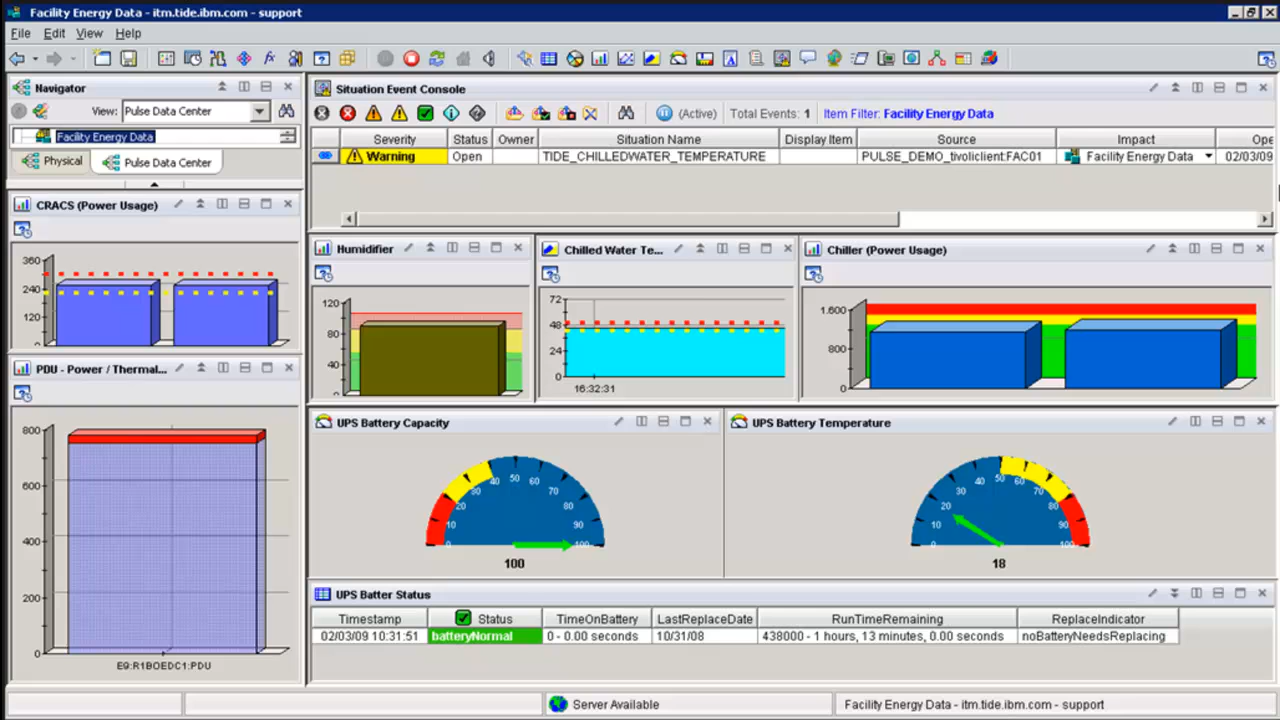 Facility Energy Data - itm.tide.ibm.com - support
File Edit View Help
Navigator
View: Pulse Data Center
Facility Energy Data
Physical Pulse Data Center
Situation Event Console
(Active) Total Events: 1 Item Filter: Facility Energy Data
Severity Status Owner Situation Name Display Item Source Impact Ope
Warning Open TIDE_CHILLEDWATER_TEMPERATURE PULSE_DEMO_tivoliclient:FAC01 Facility Energy Data 02/03/09
CRACS (Power Usage)
360
240
120
0
Humidifier
120
80
40
Chilled Water Te...
72
48
24
0
16:32:31
Chiller (Power Usage)
1.600
800
0
PDU - Power / Thermal...
800
600
400
200
0
E9:R1BOEDC1:PDU
UPS Battery Capacity
0 10 20 30 40 50 60 70 80 90 100
100
UPS Battery Temperature
0 10 20 30 40 50 60 70 80 90 100
18
UPS Batter Status
Timestamp Status TimeOnBattery LastReplaceDate RunTimeRemaining ReplaceIndicator
02/03/09 10:31:51 batteryNormal 0 - 0.00 seconds 10/31/08 438000 - 1 hours, 13 minutes, 0.00 seconds noBatteryNeedsReplacing
Server Available Facility Energy Data - itm.tide.ibm.com - support